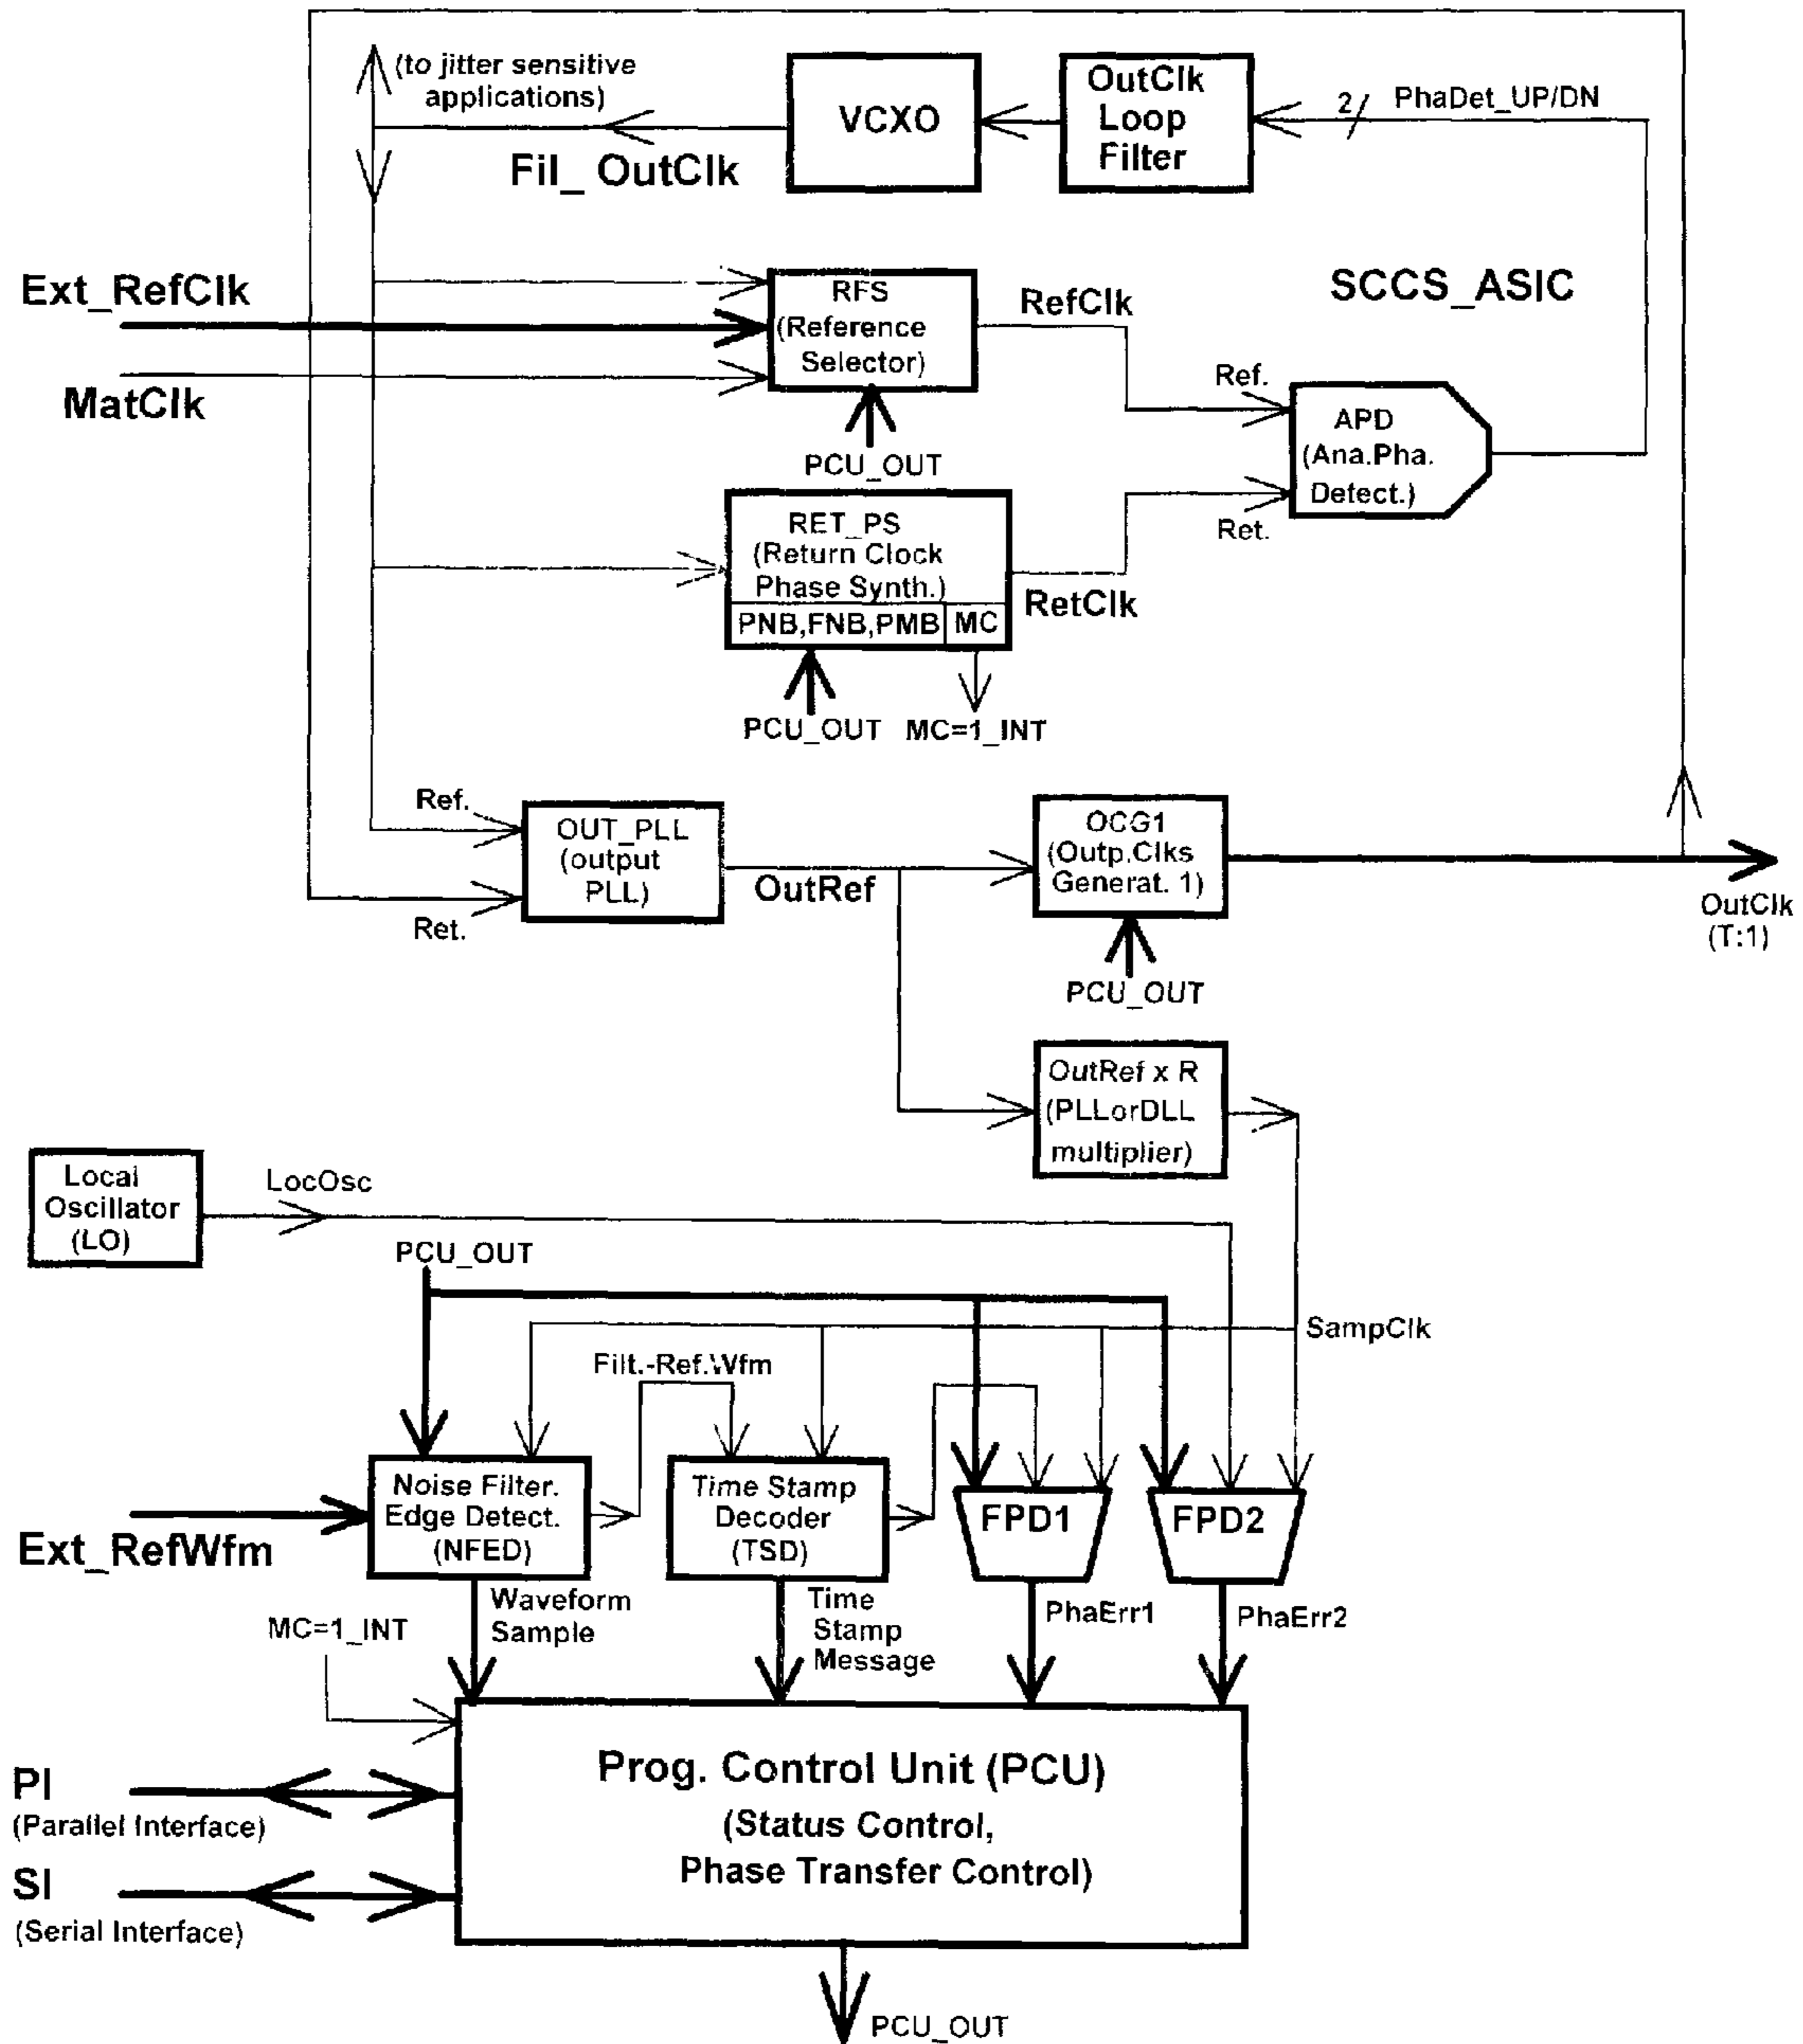 (to jitter sensitive
applications)
VCXO
OutClk
Loop
Filter
2/
PhaDet_UP/DN
Fil_ OutClk
Ext_RefClk
MatClk
RFS
(Reference
Selector)
RefClk
SCCS_ASIC
PCU_OUT
Ref.
APD
(Ana.Pha.
Detect.)
Ret.
RET_PS
(Return Clock
Phase Synth.)
PNB,FNB,PMB
MC
RetClk
PCU_OUT
MC=1_INT
Ref.
OUT_PLL
(output
PLL)
Ret.
OutRef
OCG1
(Outp.Clks
Generat. 1)
OutClk
(T:1)
PCU_OUT
OutRef x R
(PLLorDLL
multiplier)
Local
Oscillator
(LO)
LocOsc
PCU_OUT
SampClk
Filt.-Ref.Wfm
Noise Filter.
Edge Detect.
(NFED)
Time Stamp
Decoder
(TSD)
FPD1
FPD2
Ext_RefWfm
Waveform
Sample
Time
Stamp
Message
PhaErr1
PhaErr2
MC=1_INT
Prog. Control Unit (PCU)
(Status Control,
Phase Transfer Control)
PI
(Parallel Interface)
SI
(Serial Interface)
PCU_OUT